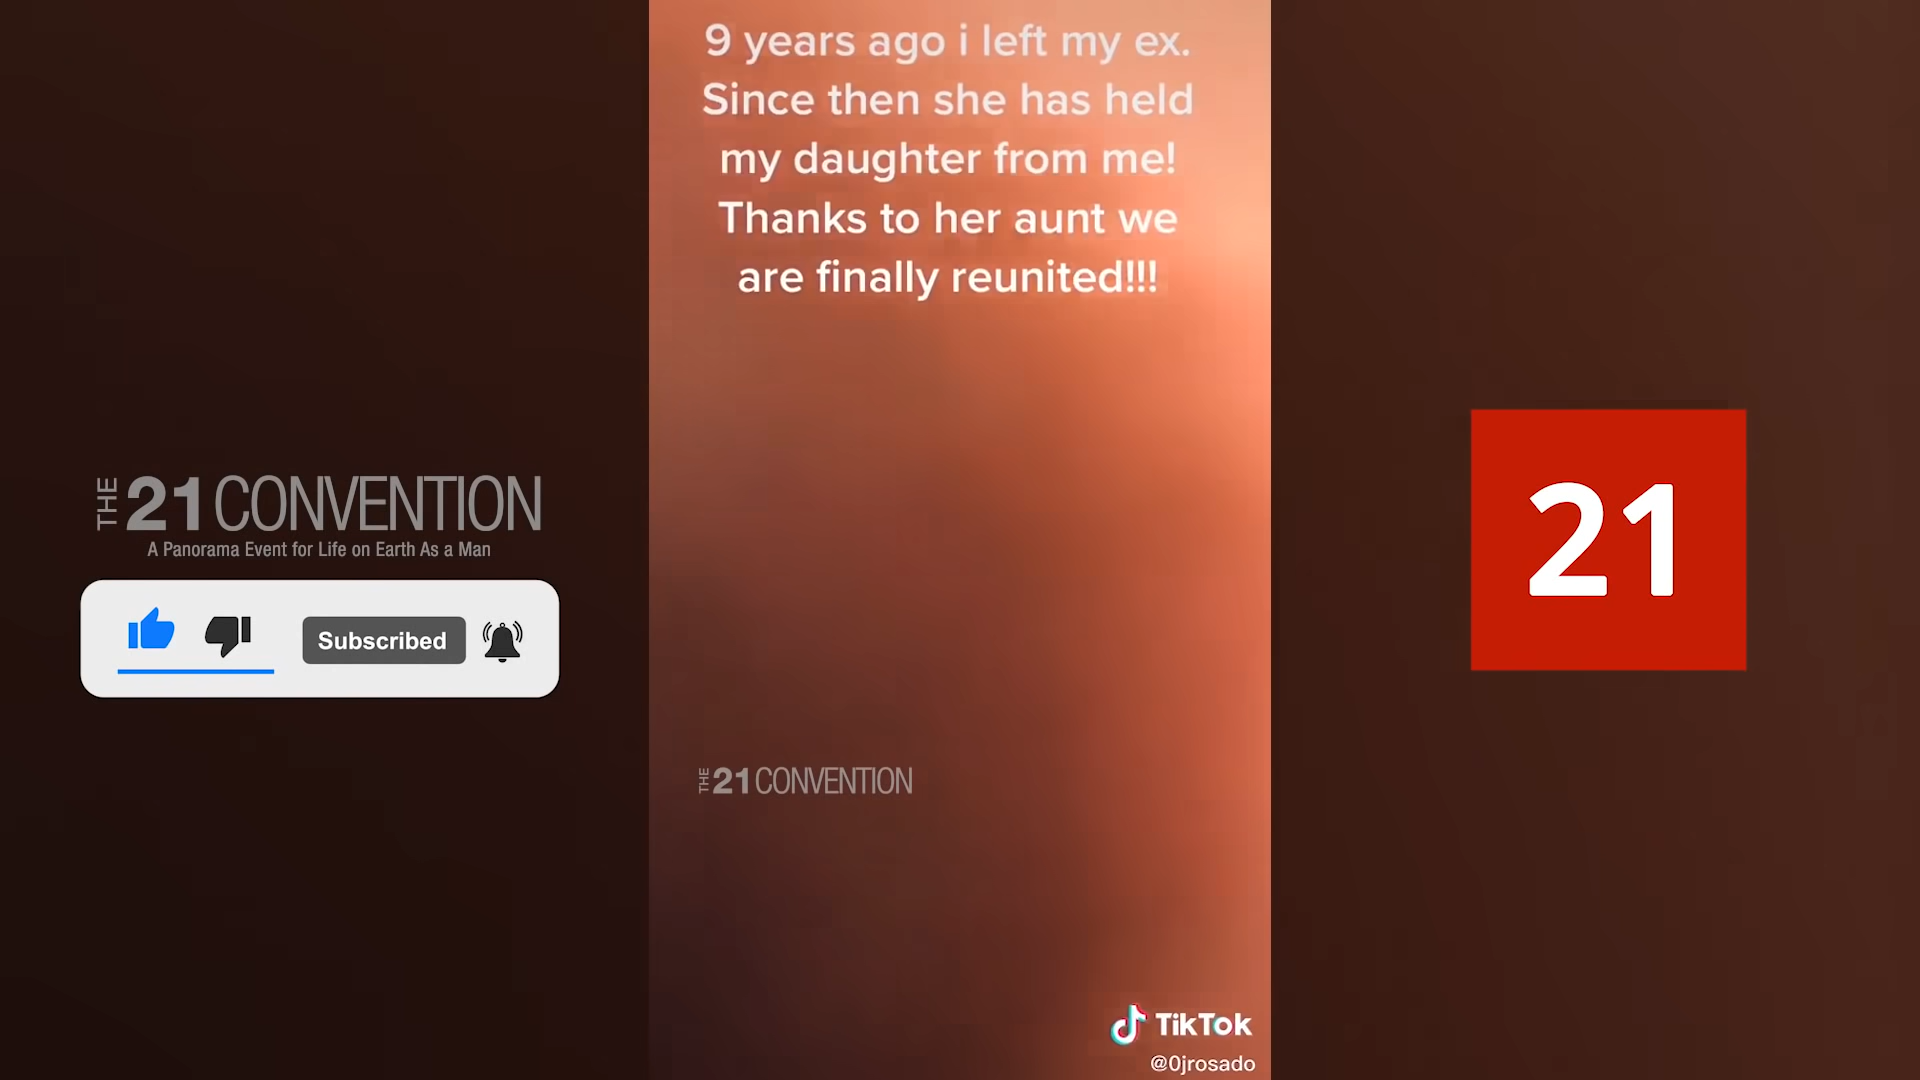 9 years ago i left my ex.
Since then she has held
my daughter from me!
Thanks to her aunt we
are finally reunited!!!
THE 21 CONVENTION
A Panorama Event for Life on Earth As a Man
Subscribed
21
THE 21 CONVENTION
TikTok
@0jrosado